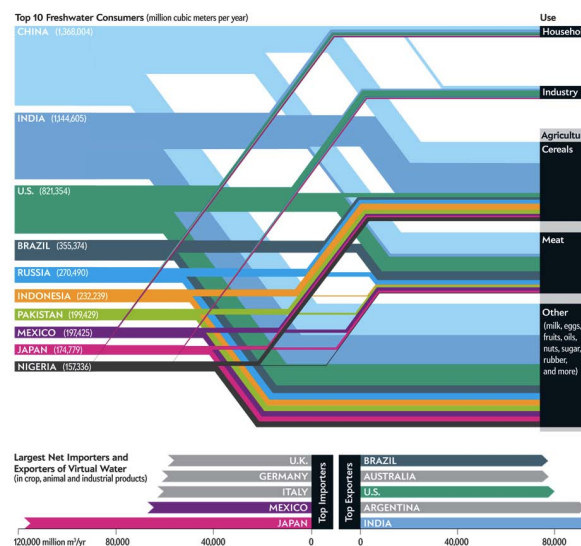 Top 10 Freshwater Consumers (million cubic meters per year)
Use
CHINA (1,368,004)
Househo
Industry
INDIA (1,144,605)
Agricultu
Cereals
U.S. (821,354)
BRAZIL (355,374)
Meat
RUSSIA (270,490)
INDONESIA (232,239)
PAKISTAN (199,429)
Other
(milk, eggs,
fruits, oils,
nuts, sugar,
rubber,
and more)
MEXICO (197,425)
JAPAN (174,779)
NIGERIA (157,336)
Largest Net Importers and
Exporters of Virtual Water
(in crop, animal and industrial products)
Top Importers
Top Exporters
U.K.
BRAZIL
GERMANY
AUSTRALIA
ITALY
U.S.
MEXICO
ARGENTINA
JAPAN
INDIA
120,000 million m³/yr 80,000 40,000 0 0 40,000 80,000